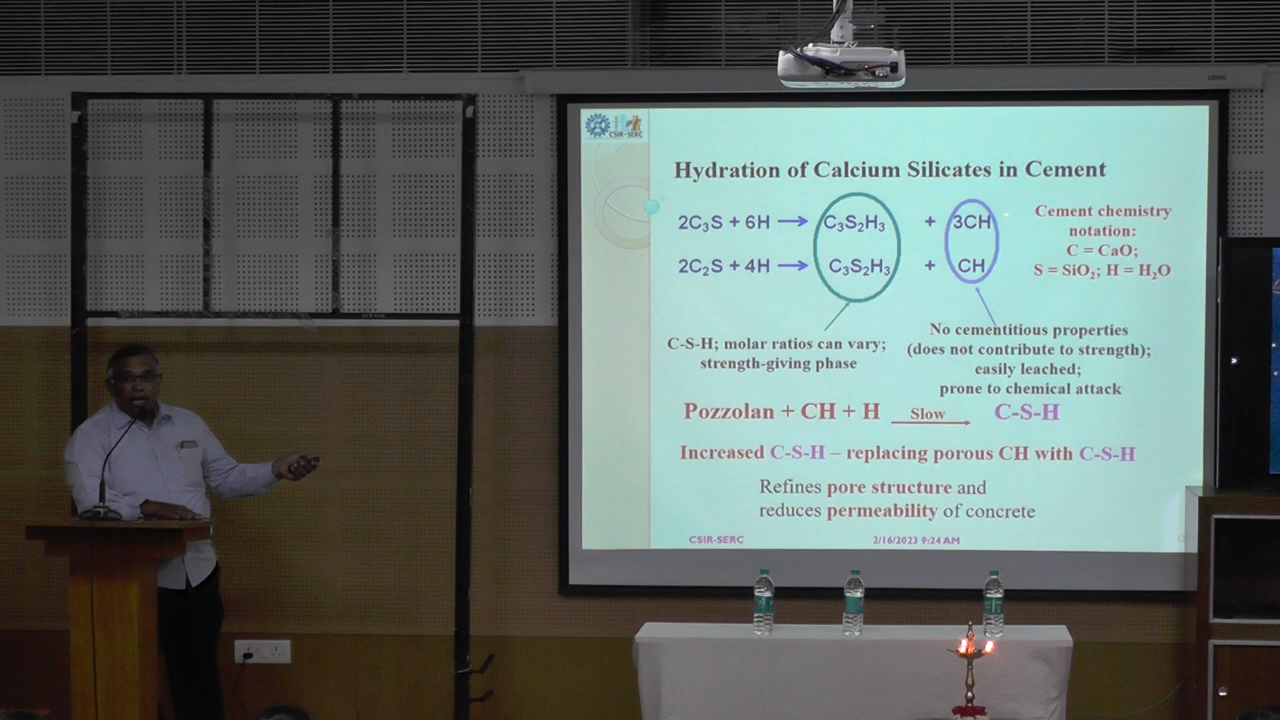 LOGIC
CSIR-SERC
Hydration of Calcium Silicates in Cement
2C₃S + 6H → C₃S₂H₃ + 3CH
2C₂S + 4H → C₃S₂H₃ + CH
Cement chemistry
notation:
C = CaO;
S = SiO₂; H = H₂O
C-S-H; molar ratios can vary;
strength-giving phase
No cementitious properties
(does not contribute to strength);
easily leached;
prone to chemical attack
Pozzolan + CH + H Slow → C-S-H
Increased C-S-H – replacing porous CH with C-S-H
Refines pore structure and
reduces permeability of concrete
CSIR-SERC 2/16/2023 9:24 AM